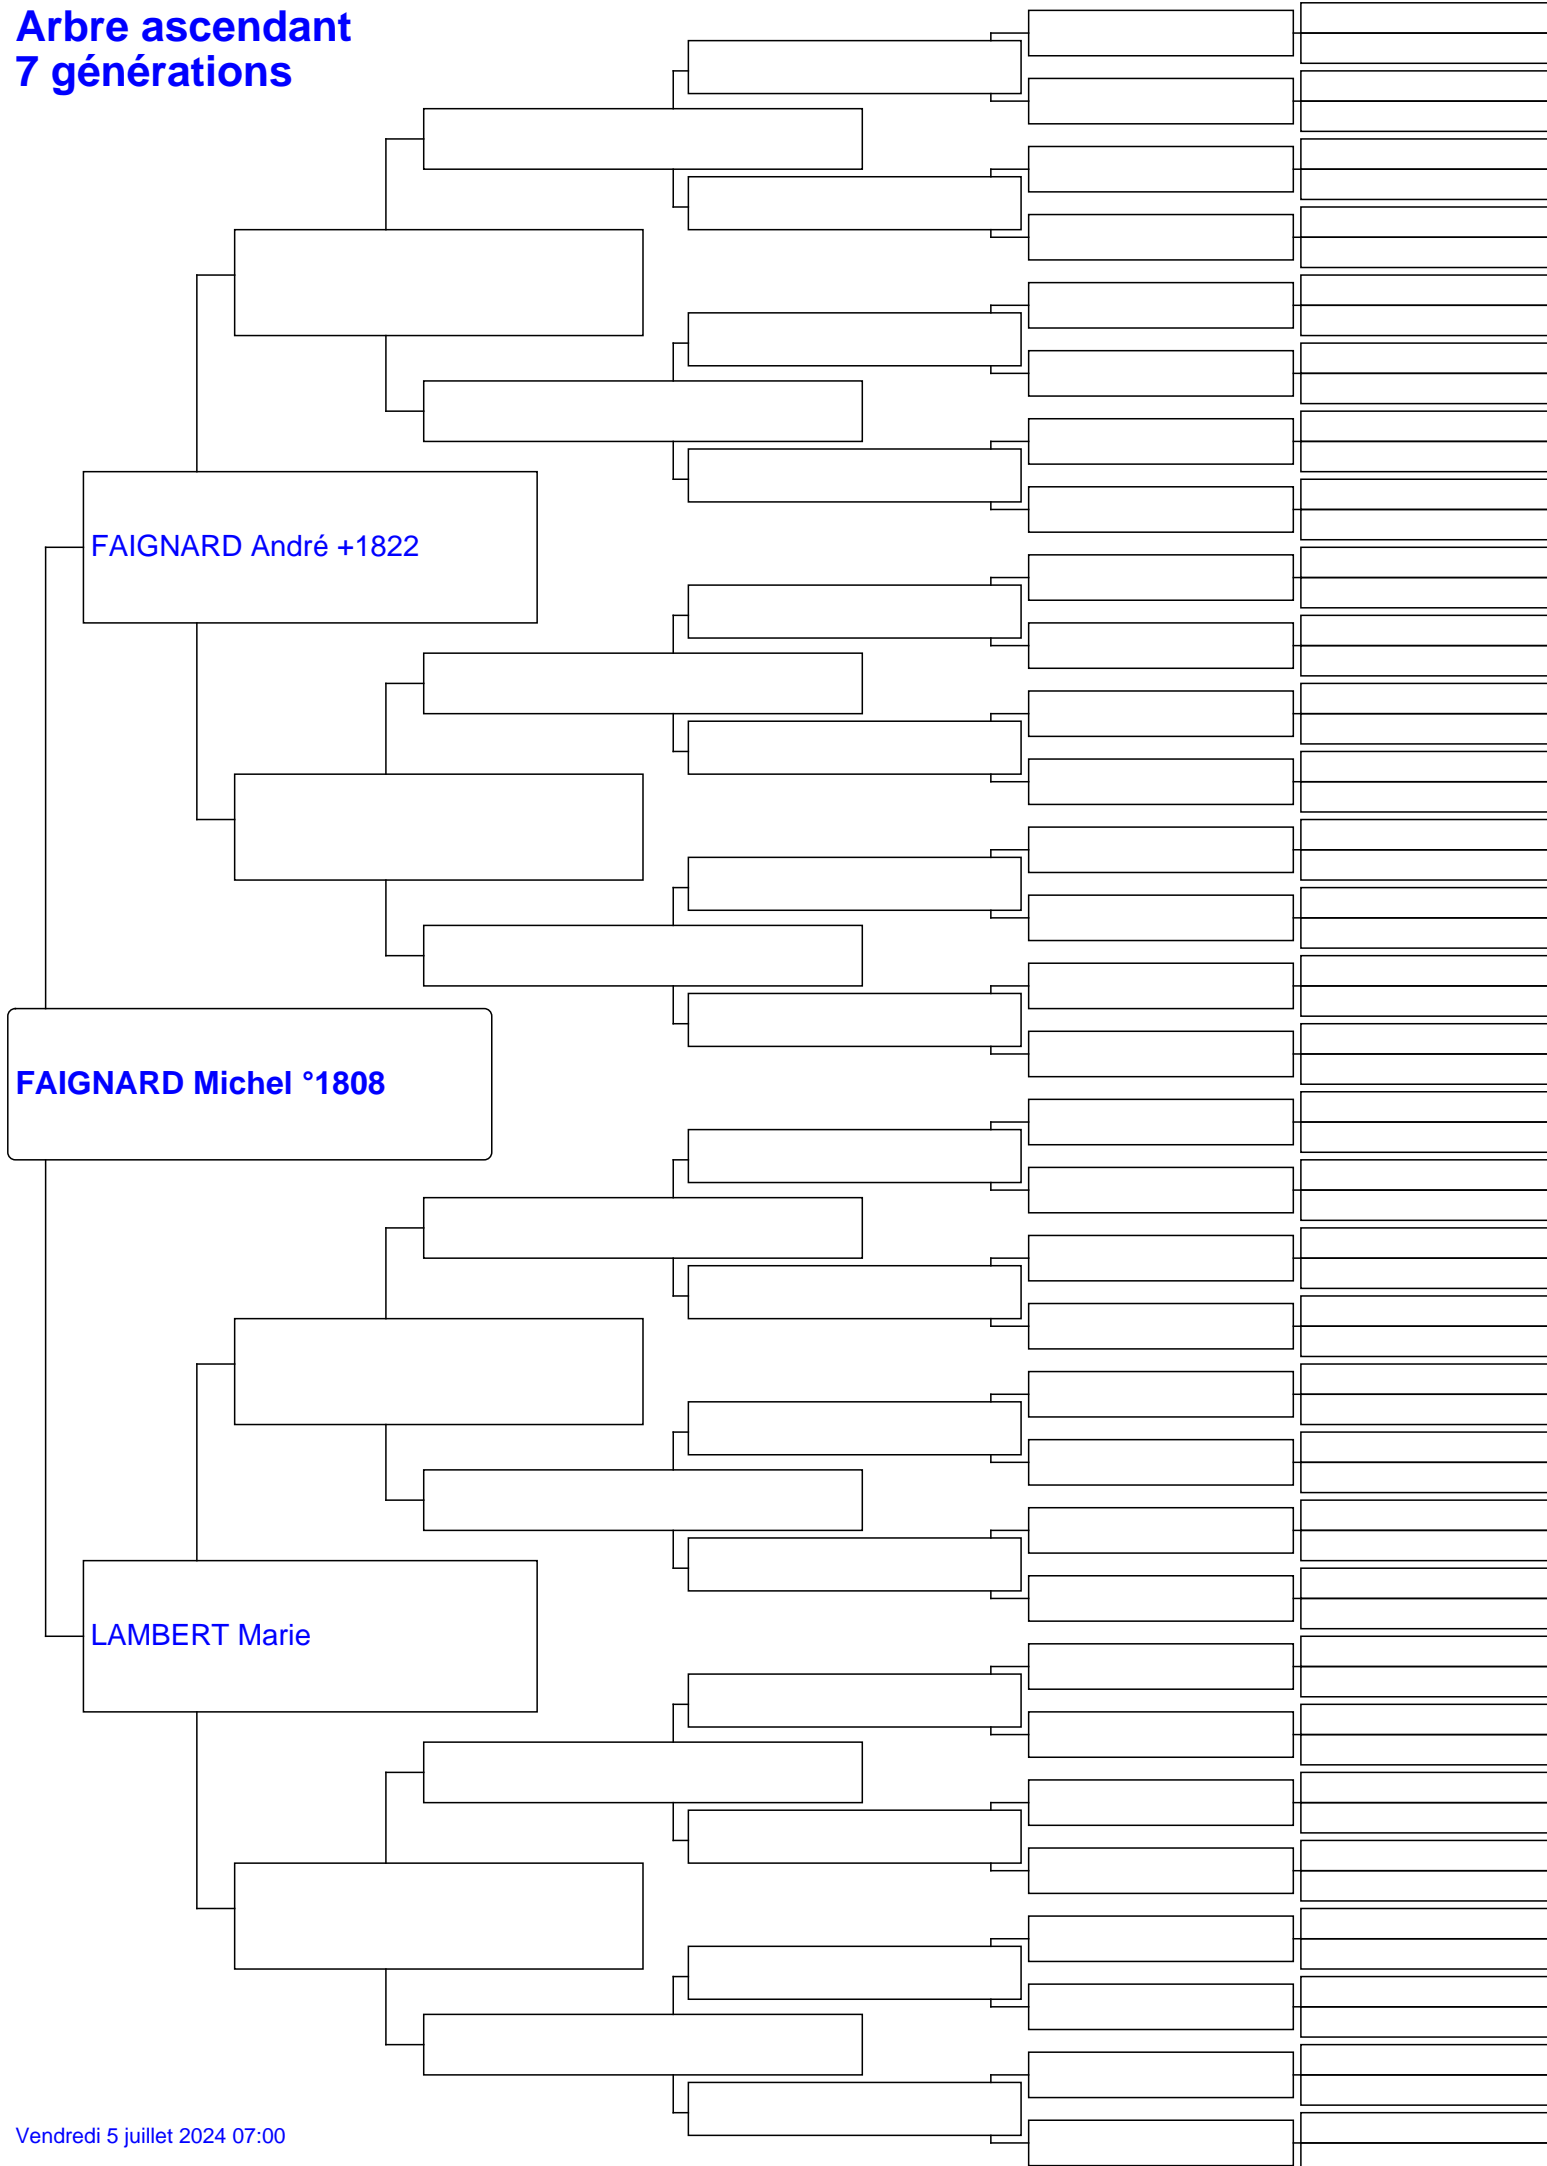 Arbre ascendant
7 générations
FAIGNARD André +1822
FAIGNARD Michel °1808
LAMBERT Marie
Vendredi 5 juillet 2024 07:00